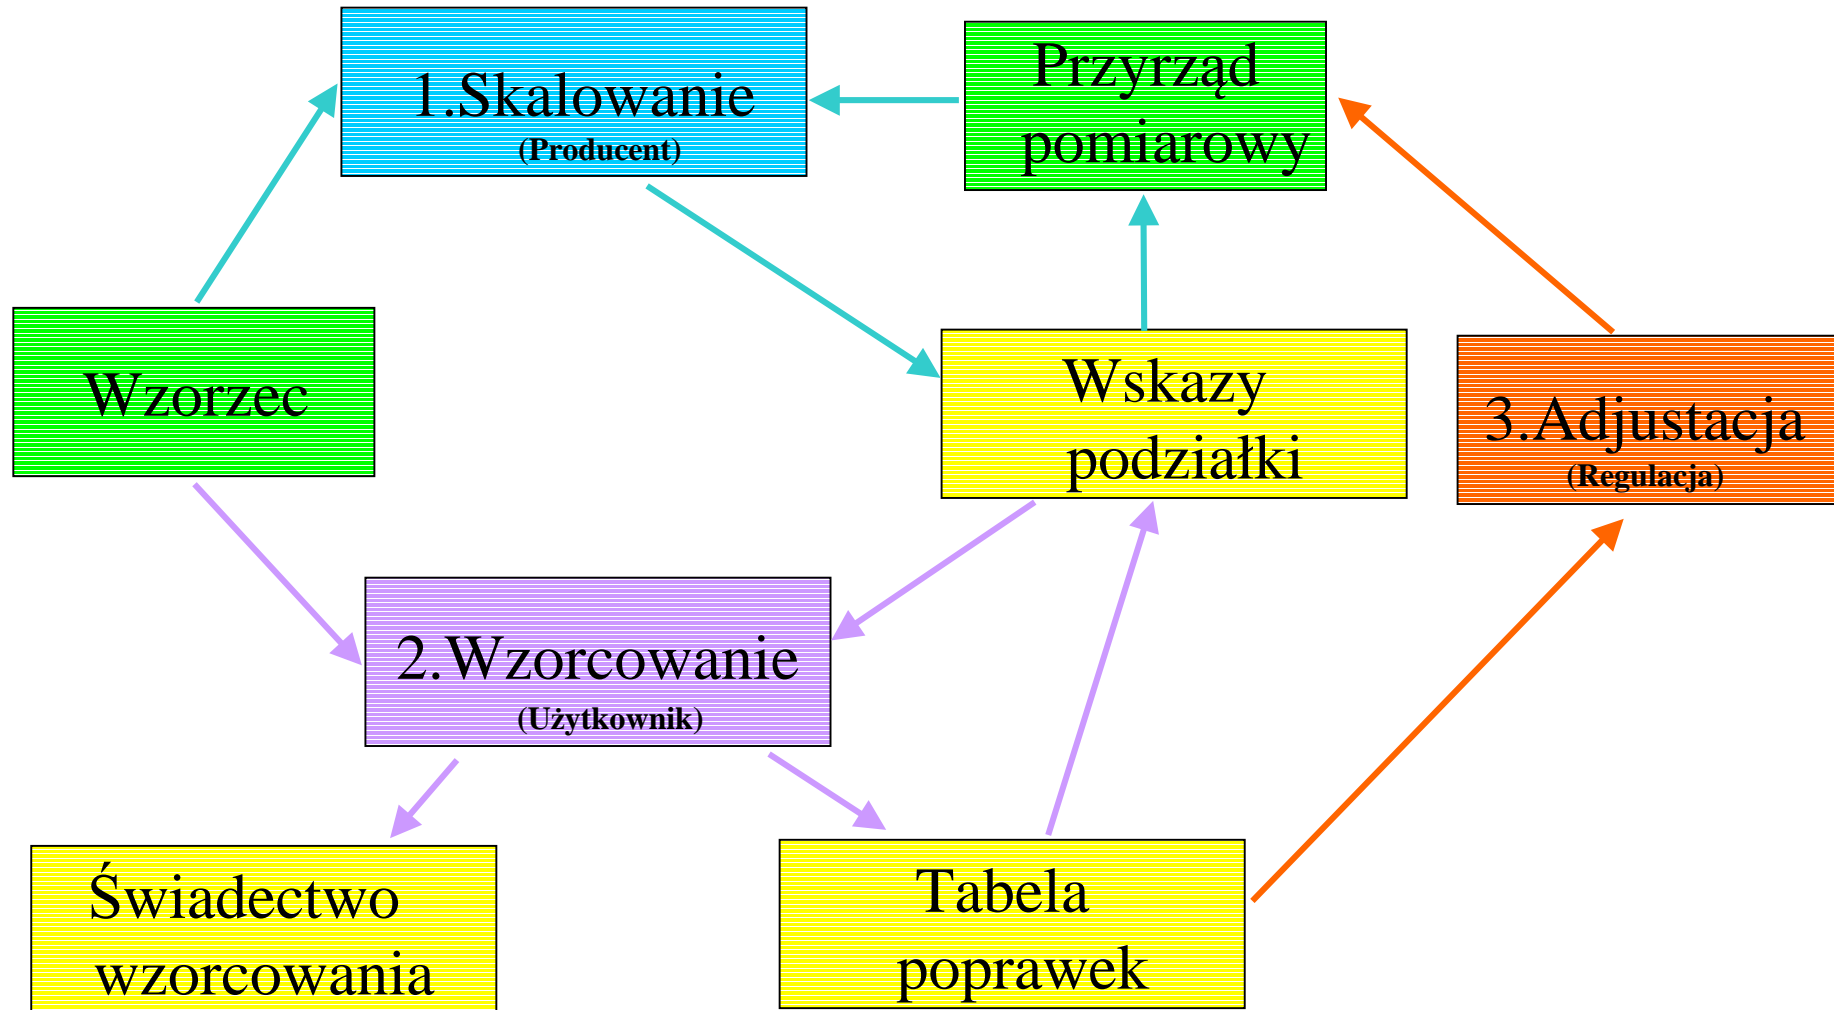 1.Skalowanie
(Producent)
Przyrząd
pomiarowy
Wzorzec
Wskazy
podziałki
3.Adjustacja
(Regulacja)
2.Wzorcowanie
(Użytkownik)
Świadectwo
wzorcowania
Tabela
poprawek